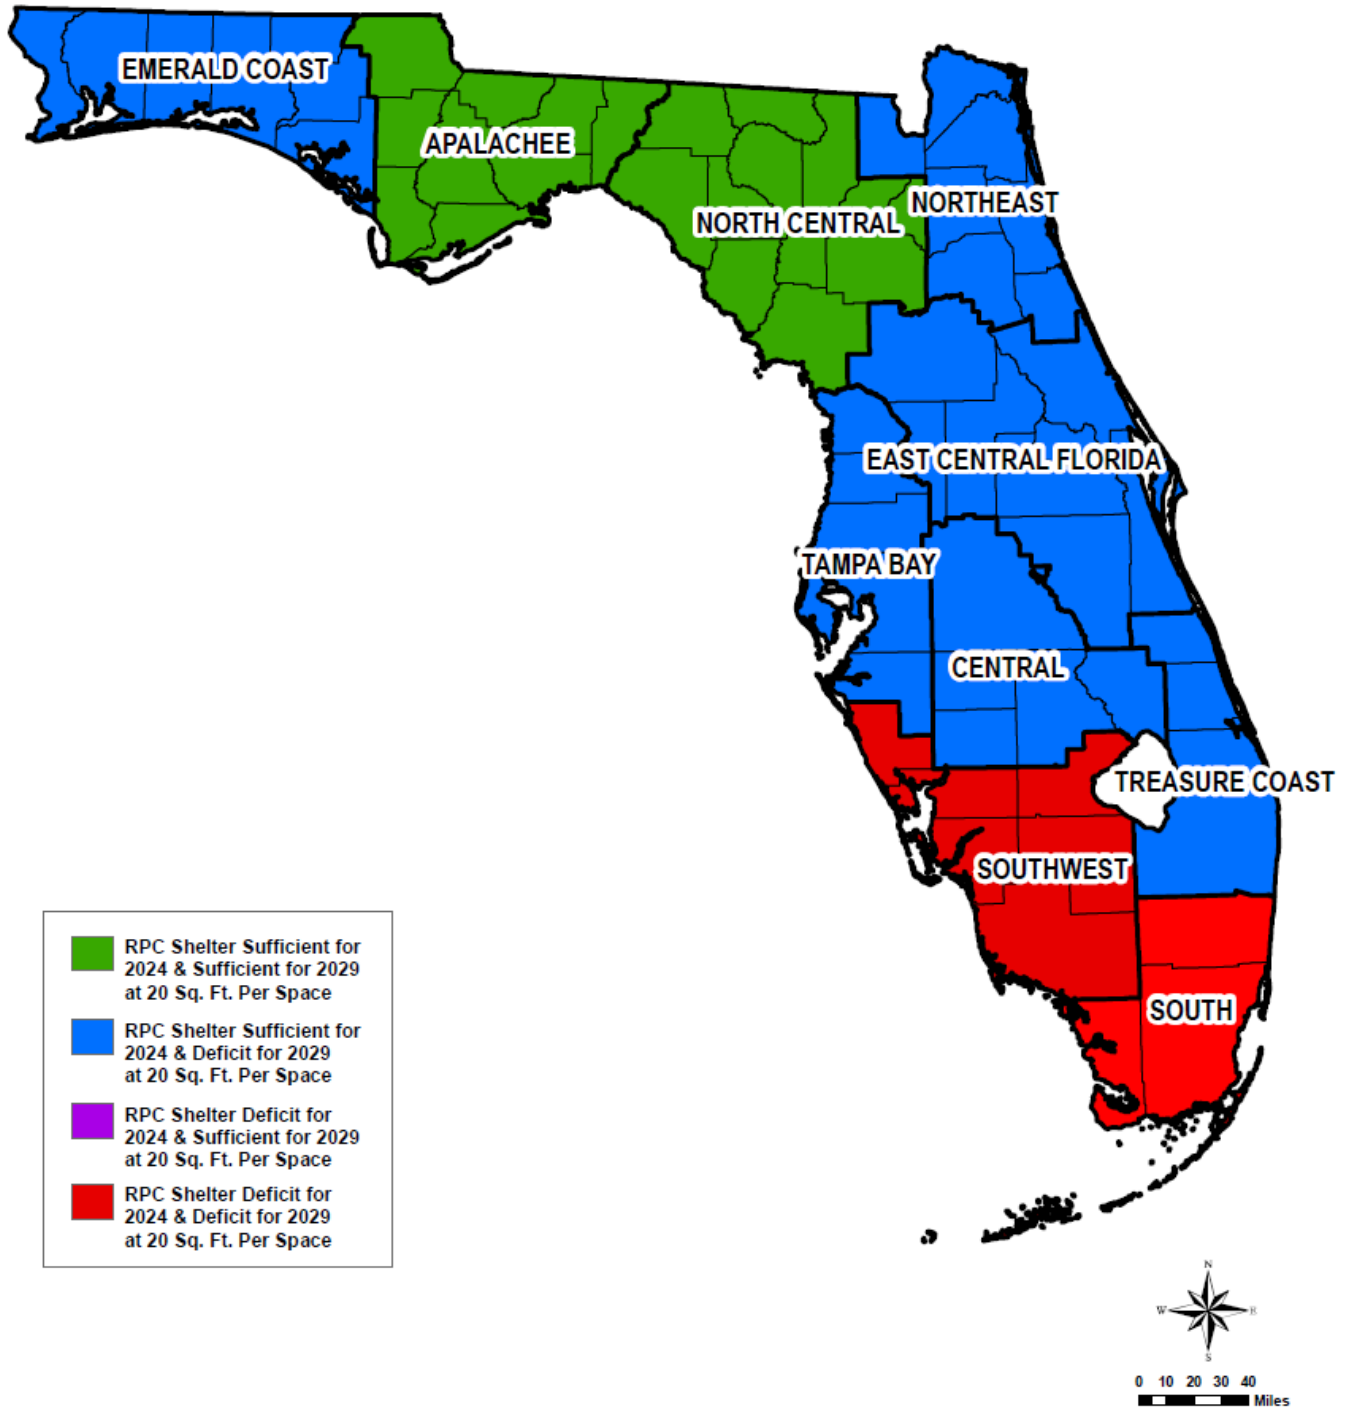 EMERALD COAST
APALACHEE
NORTH CENTRAL
NORTHEAST
EAST CENTRAL FLORIDA
TAMPA BAY
CENTRAL
TREASURE COAST
SOUTHWEST
SOUTH
RPC Shelter Sufficient for
2024 & Sufficient for 2029
at 20 Sq. Ft. Per Space
RPC Shelter Sufficient for
2024 & Deficit for 2029
at 20 Sq. Ft. Per Space
RPC Shelter Deficit for
2024 & Sufficient for 2029
at 20 Sq. Ft. Per Space
RPC Shelter Deficit for
2024 & Deficit for 2029
at 20 Sq. Ft. Per Space
N
W E
S
0 10 20 30 40
Miles